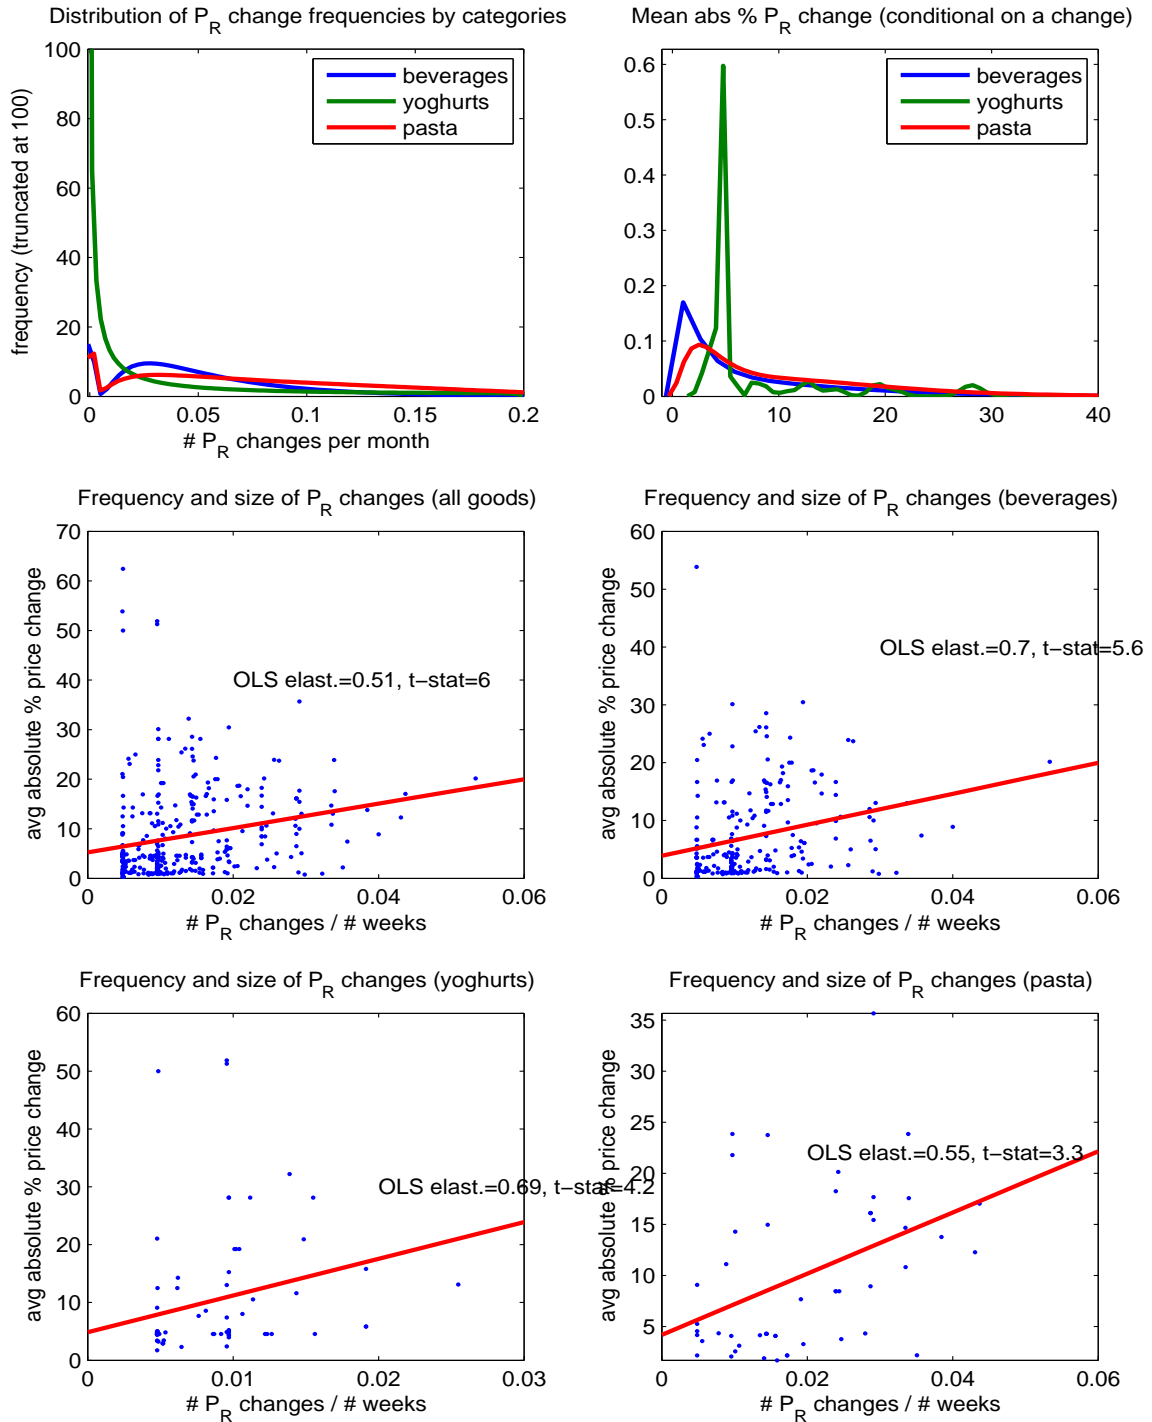 Distribution of P_R change frequencies by categories
frequency (truncated at 100)
100
80
60
40
20
0
beverages
yoghurts
pasta
0
0.05
0.1
0.15
0.2
# P_R changes per month
Mean abs % P_R change (conditional on a change)
0.6
0.5
0.4
0.3
0.2
0.1
0
beverages
yoghurts
pasta
0
10
20
30
40
Frequency and size of P_R changes (all goods)
avg absolute % price change
70
60
50
40
30
20
10
0
OLS elast.=0.51, t−stat=6
0
0.02
0.04
0.06
# P_R changes / # weeks
Frequency and size of P_R changes (beverages)
avg absolute % price change
60
50
40
30
20
10
0
OLS elast.=0.7, t−stat=5.6
0
0.02
0.04
0.06
# P_R changes / # weeks
Frequency and size of P_R changes (yoghurts)
avg absolute % price change
60
50
40
30
20
10
0
OLS elast.=0.69, t−stat=4.2
0
0.01
0.02
0.03
# P_R changes / # weeks
Frequency and size of P_R changes (pasta)
avg absolute % price change
35
30
25
20
15
10
5
OLS elast.=0.55, t−stat=3.3
0
0.02
0.04
0.06
# P_R changes / # weeks